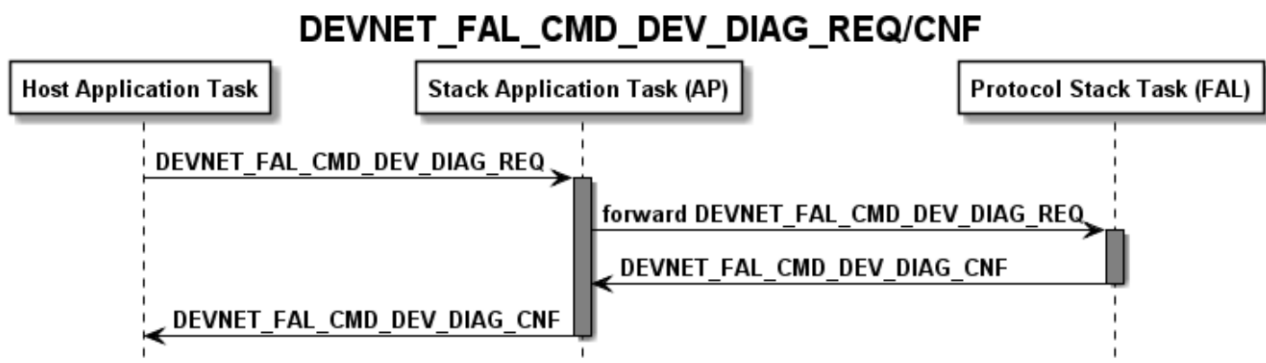 DEVNET_FAL_CMD_DEV_DIAG_REQ/CNF
Host Application Task
Stack Application Task (AP)
Protocol Stack Task (FAL)
DEVNET_FAL_CMD_DEV_DIAG_REQ
forward DEVNET_FAL_CMD_DEV_DIAG_REQ
DEVNET_FAL_CMD_DEV_DIAG_CNF
DEVNET_FAL_CMD_DEV_DIAG_CNF